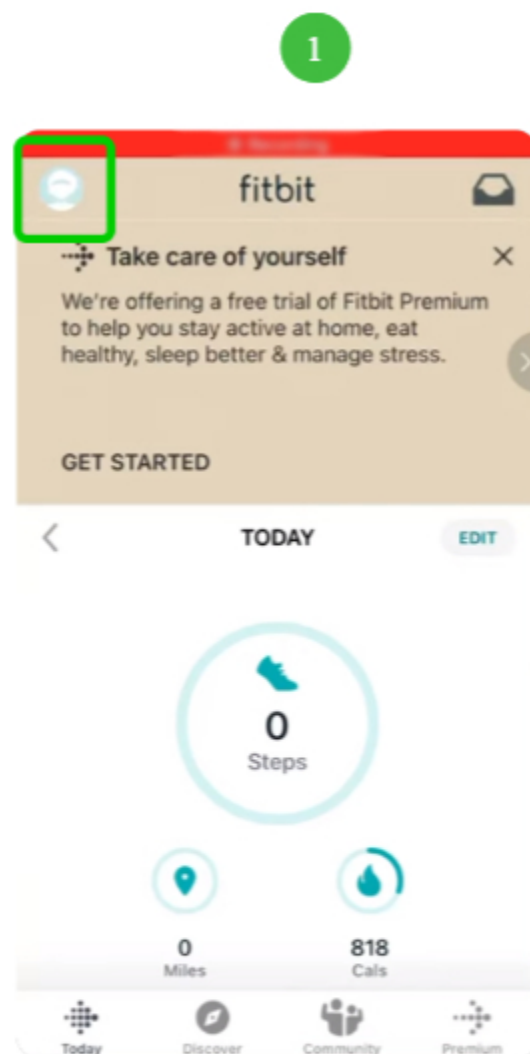 1
Recording
fitbit
Take care of yourself
We're offering a free trial of Fitbit Premium
to help you stay active at home, eat
healthy, sleep better & manage stress.
GET STARTED
TODAY
EDIT
0
Steps
0
Miles
818
Cals
Today
Discover
Community
Premium